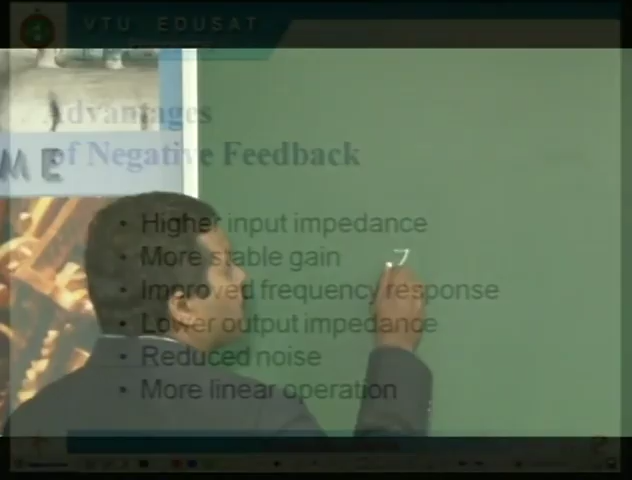 VTU EDUSAT
Advantages
of Negative Feedback
ME
• Higher input impedance
• More stable gain
• Improved frequency response
• Lower output impedance
• Reduced noise
• More linear operation